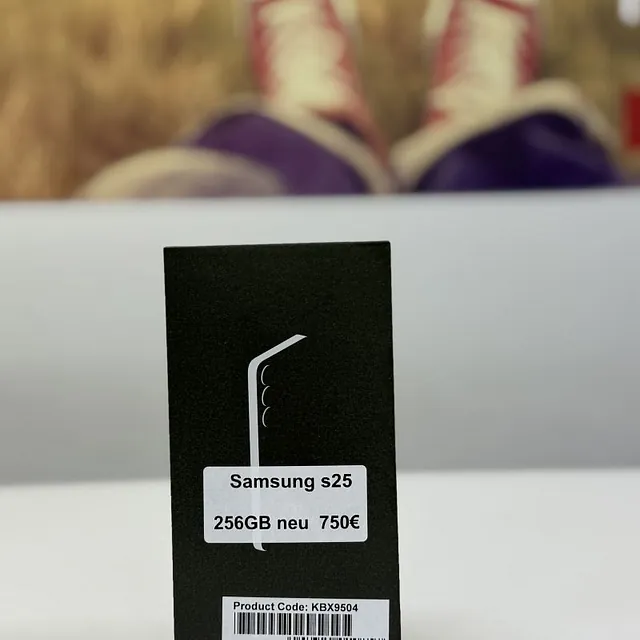 Samsung s25
256GB neu 750€
Product Code: KBX9504